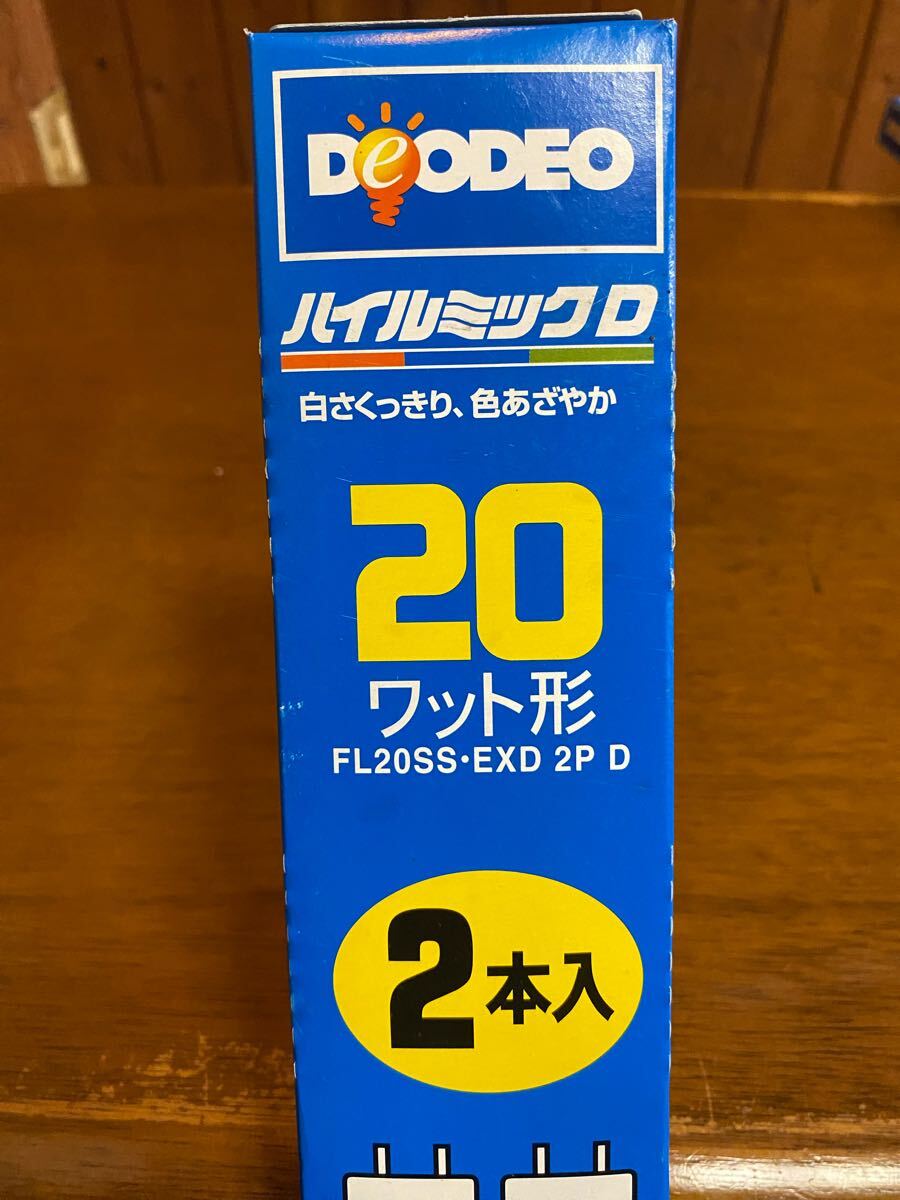 DeODEO
ハイルミックD
白さくっきり、色あざやか
20
ワット形
FL20SS・EXD 2P D
2本入